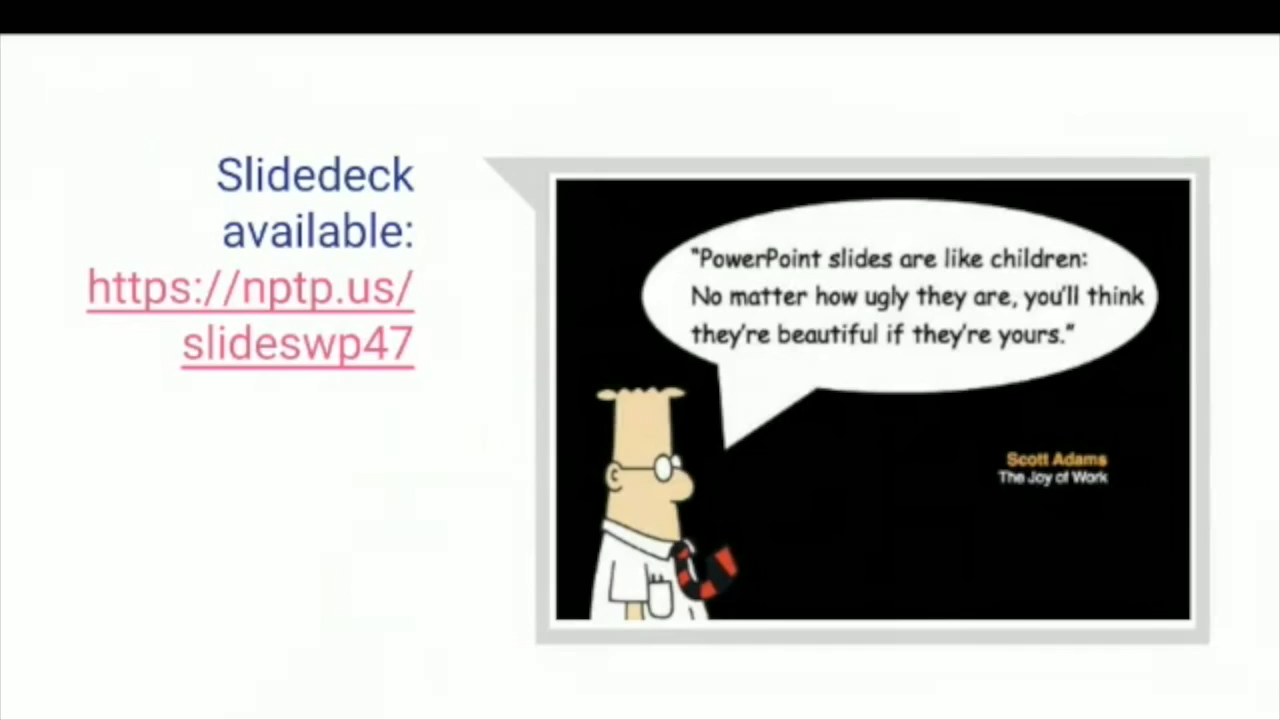 Slidedeck
available:
https://nptp.us/
slideswp47
“PowerPoint slides are like children:
No matter how ugly they are, you’ll think
they’re beautiful if they’re yours.”
Scott Adams
The Joy of Work